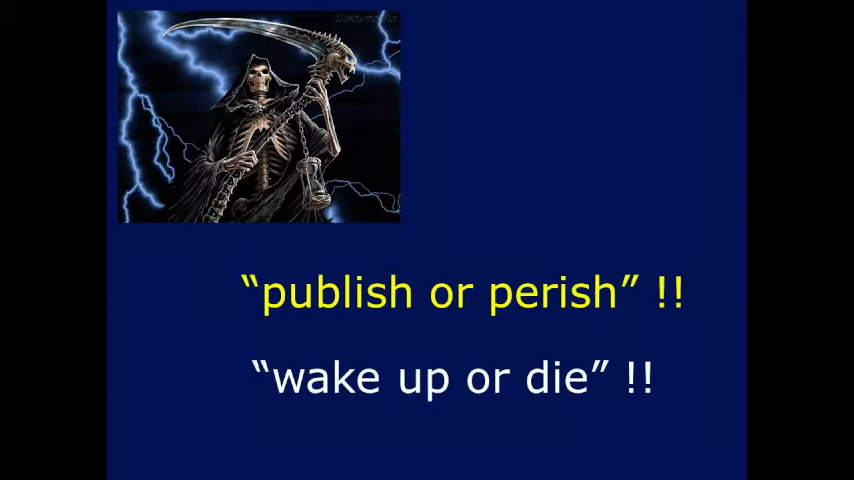 “publish or perish” !!
“wake up or die” !!